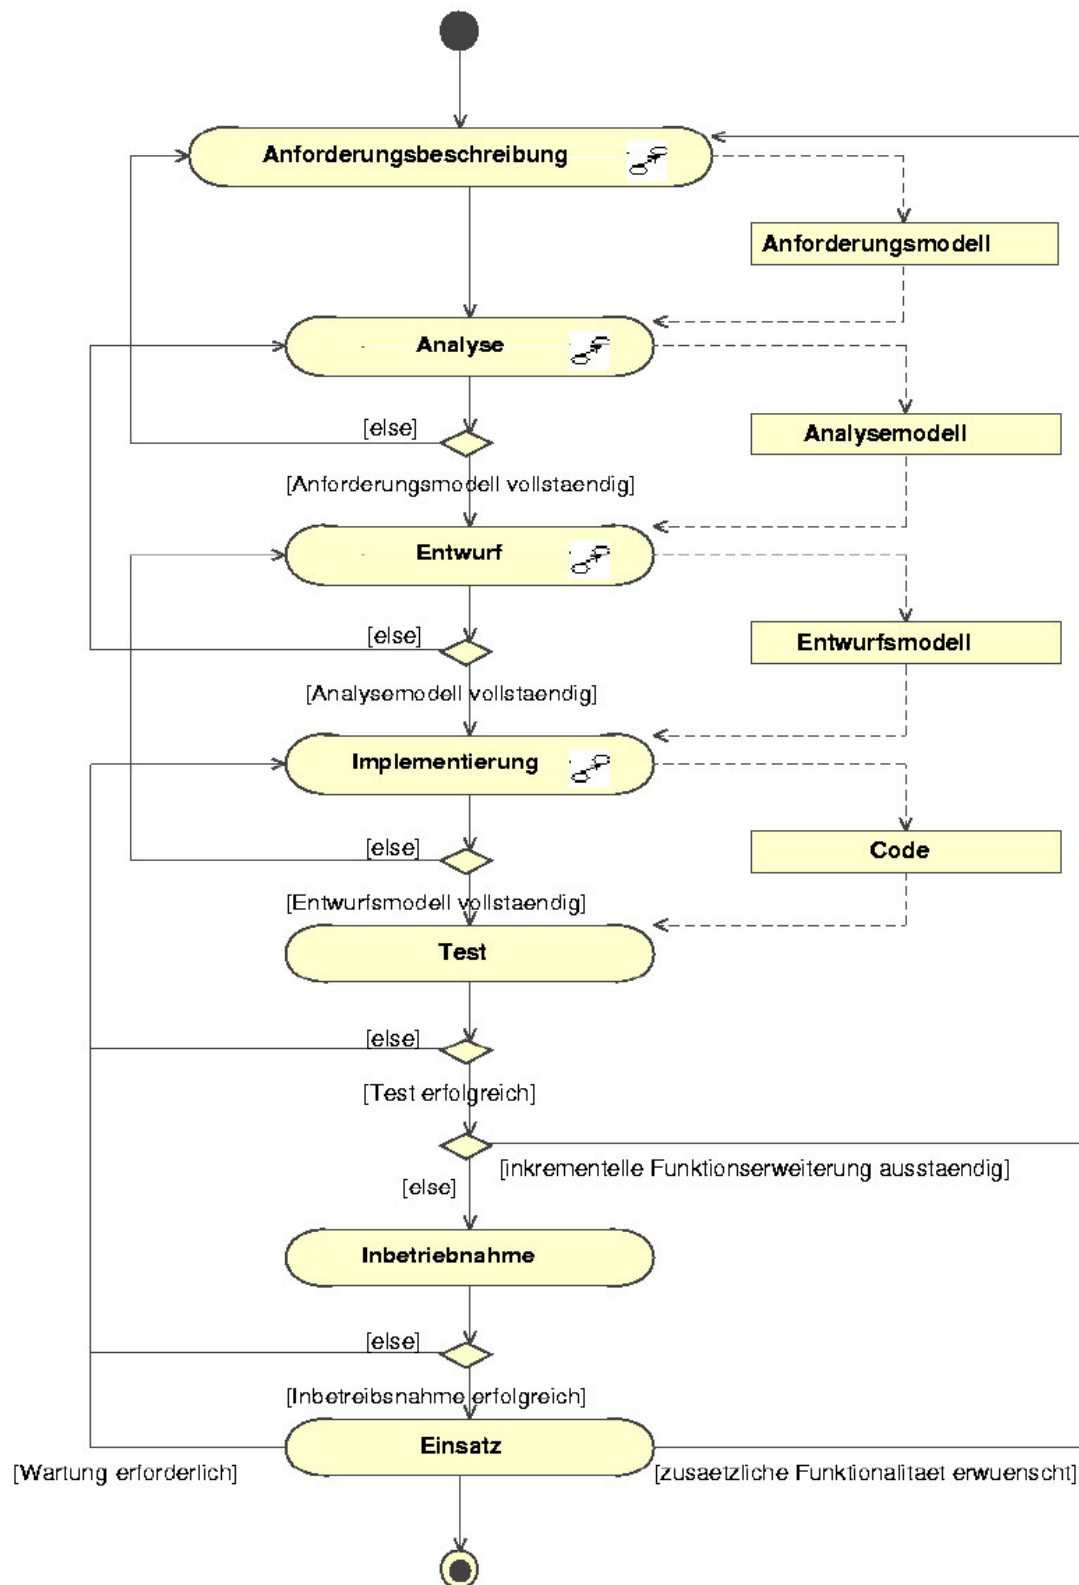 Anforderungsbeschreibung
Anforderungsmodell
Analyse
[else]
Analysemodell
[Anforderungsmodell vollstaendig]
Entwurf
[else]
Entwurfsmodell
[Analysemodell vollstaendig]
Implementierung
[else]
Code
[Entwurfsmodell vollstaendig]
Test
[else]
[Test erfolgreich]
[inkrementelle Funktionserweiterung ausstaendig]
[else]
Inbetriebnahme
[else]
[Inbetreibsnahme erfolgreich]
Einsatz
[Wartung erforderlich]
[zusaetzliche Funktionalitaet erwuenscht]